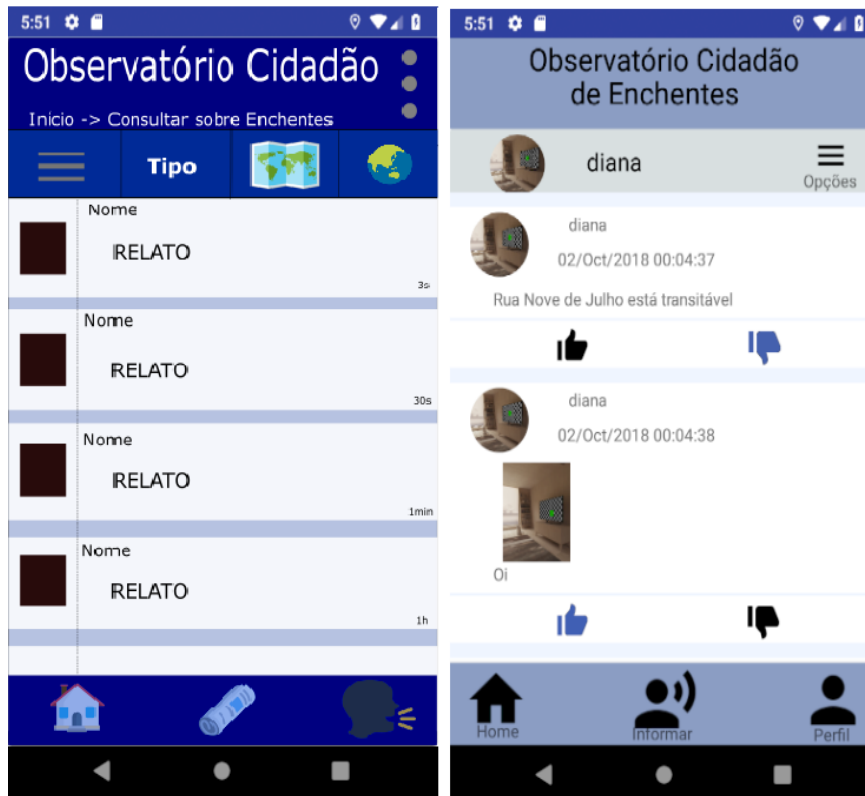 5:51
Observatório Cidadão
Início -> Consultar sobre Enchentes
Tipo
Nome
RELATO
3s
Nome
RELATO
30s
Nome
RELATO
1min
Nome
RELATO
1h
5:51
Observatório Cidadão
de Enchentes
diana
Opções
diana
02/Oct/2018 00:04:37
Rua Nove de Julho está transitável
diana
02/Oct/2018 00:04:38
Oi
Home
Informar
Perfil